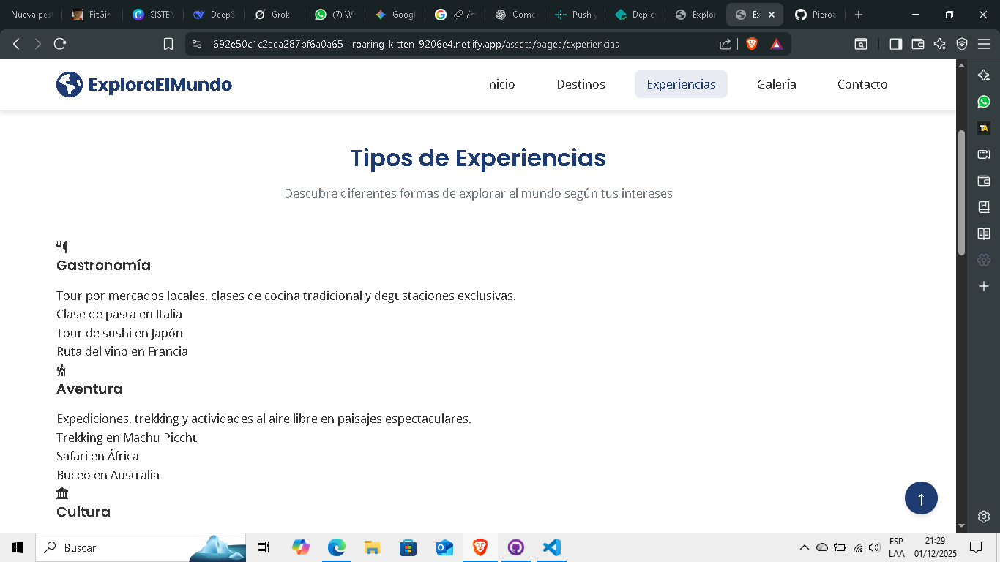 Nueva pest
FitGirl
SISTEM
DeepS
Grok
(7) Wh
Googl
/m
Come
Push y
Deploy
Explor
Ex
Pieroa
692e50c1c2aea287bf6a0a65--roaring-kitten-9206e4.netlify.app/assets/pages/experiencias
ExploraElMundo
Inicio
Destinos
Experiencias
Galería
Contacto
Tipos de Experiencias
Descubre diferentes formas de explorar el mundo según tus intereses
Gastronomía
Tour por mercados locales, clases de cocina tradicional y degustaciones exclusivas.
Clase de pasta en Italia
Tour de sushi en Japón
Ruta del vino en Francia
Aventura
Expediciones, trekking y actividades al aire libre en paisajes espectaculares.
Trekking en Machu Picchu
Safari en África
Buceo en Australia
Cultura
↑
TA
Buscar
ESP
LAA
21:29
01/12/2025